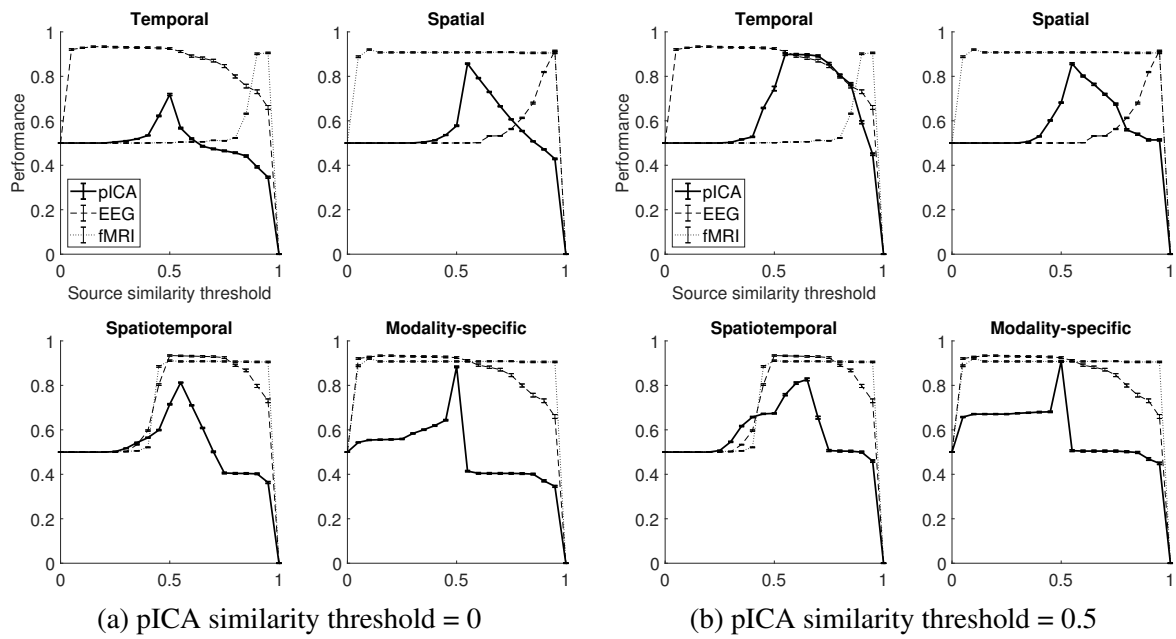 Temporal
1
0.8
0.6
0.4
0.2
0
Performance
pICA
EEG
fMRI
0 0.5 1
Source similarity threshold
Spatial
1
0.8
0.6
0.4
0.2
0
0 0.5 1
Spatiotemporal
1
0.8
0.6
0.4
0.2
0
0 0.5 1
Modality-specific
1
0.8
0.6
0.4
0.2
0
0 0.5 1
(a) pICA similarity threshold = 0
Temporal
1
0.8
0.6
0.4
0.2
0
Performance
pICA
EEG
fMRI
0 0.5 1
Source similarity threshold
Spatial
1
0.8
0.6
0.4
0.2
0
0 0.5 1
Spatiotemporal
1
0.8
0.6
0.4
0.2
0
0 0.5 1
Modality-specific
1
0.8
0.6
0.4
0.2
0
0 0.5 1
(b) pICA similarity threshold = 0.5